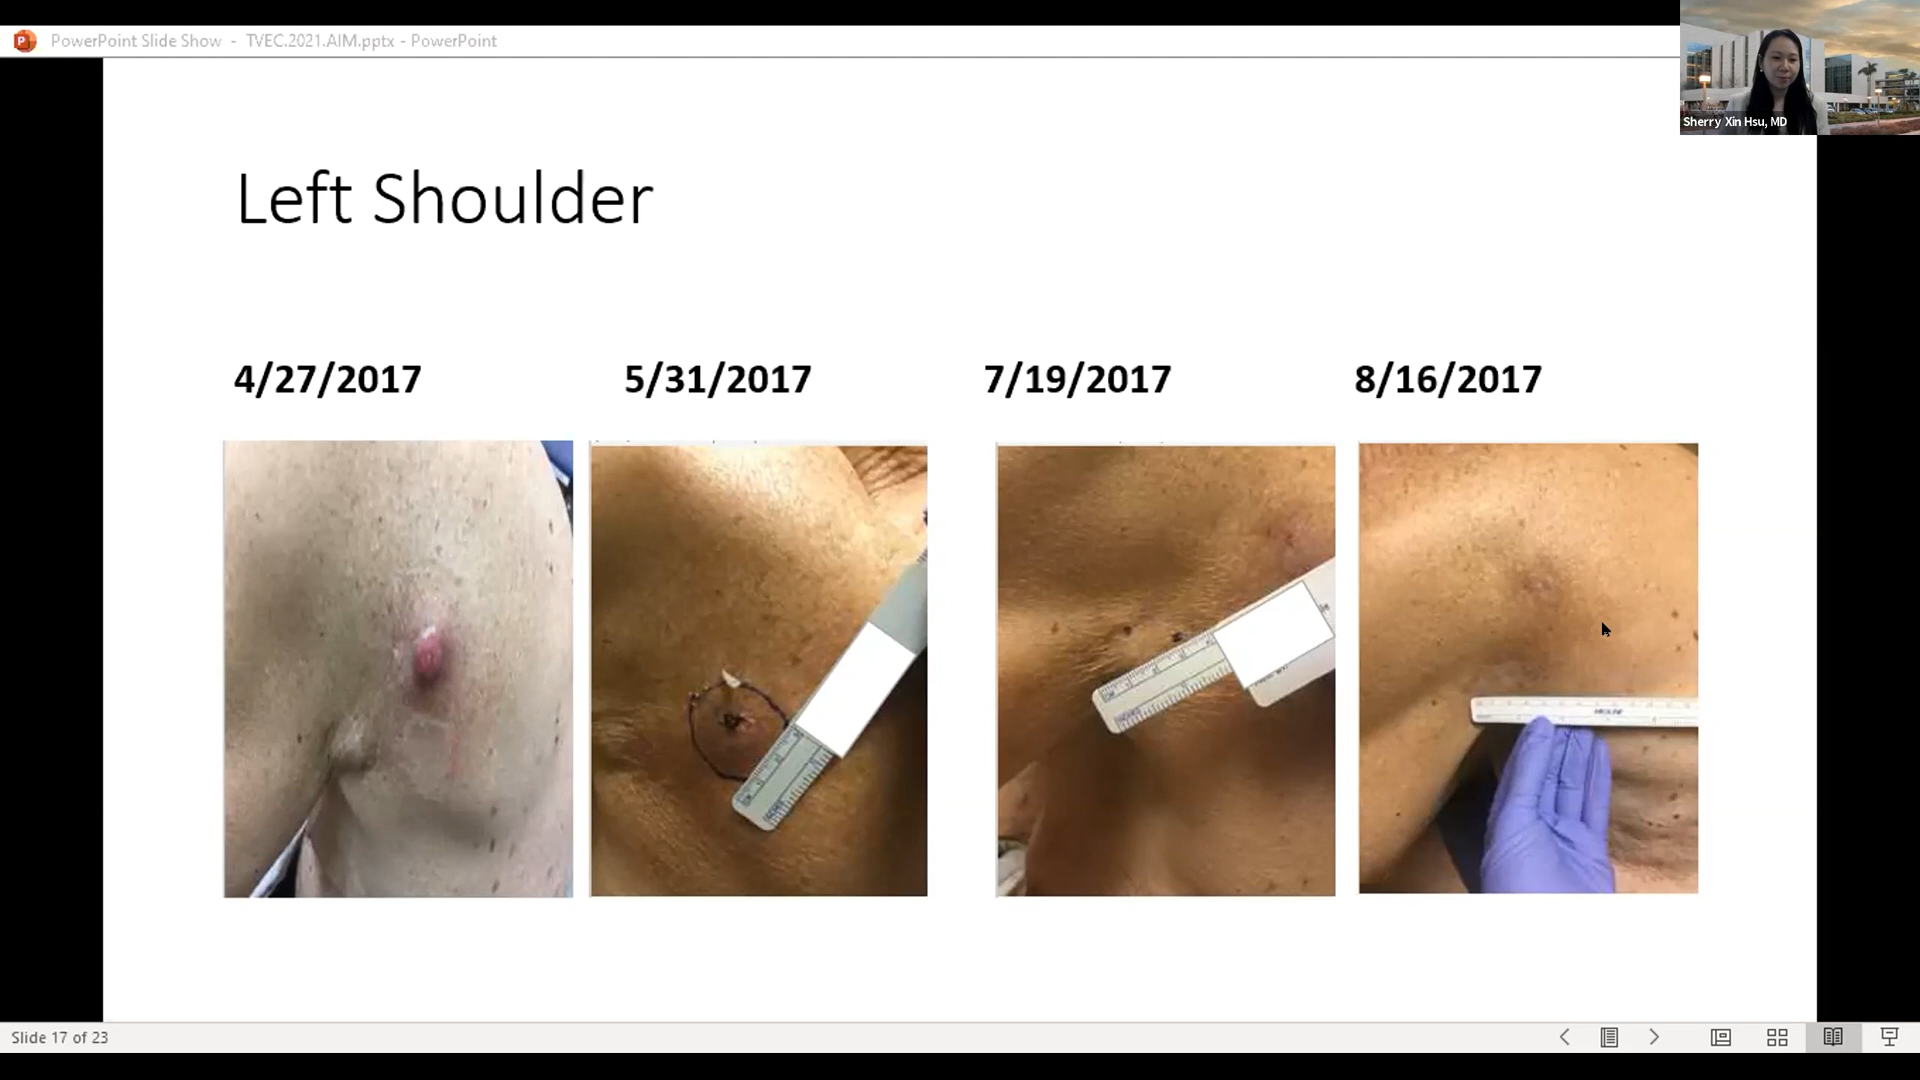 PowerPoint Slide Show - TVEC.2021.AIM.pptx - PowerPoint
Sherry Xin Hsu, MD
Left Shoulder
4/27/2017 5/31/2017 7/19/2017 8/16/2017
Slide 17 of 23